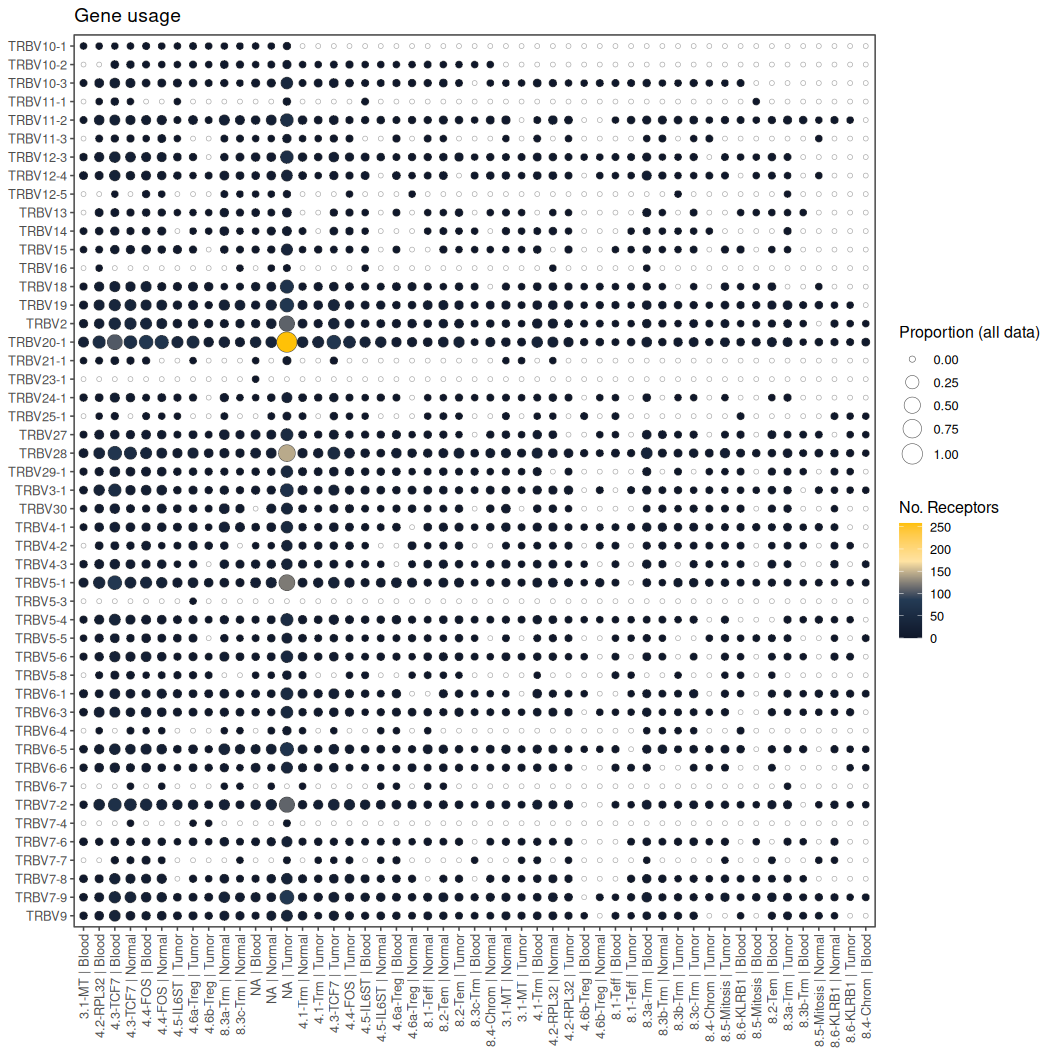 Gene usage
TRBV10-1
TRBV10-2
TRBV10-3
TRBV11-1
TRBV11-2
TRBV11-3
TRBV12-3
TRBV12-4
TRBV12-5
TRBV13
TRBV14
TRBV15
TRBV16
TRBV18
TRBV19
TRBV2
TRBV20-1
TRBV21-1
TRBV23-1
TRBV24-1
TRBV25-1
TRBV27
TRBV28
TRBV29-1
TRBV3-1
TRBV30
TRBV4-1
TRBV4-2
TRBV4-3
TRBV5-1
TRBV5-3
TRBV5-4
TRBV5-5
TRBV5-6
TRBV5-8
TRBV6-1
TRBV6-3
TRBV6-4
TRBV6-5
TRBV6-6
TRBV6-7
TRBV7-2
TRBV7-4
TRBV7-6
TRBV7-7
TRBV7-8
TRBV7-9
TRBV9
3.1-MT | Blood
4.2-RPL32 | Blood
4.3-TCF7 | Blood
4.3-TCF7 | Normal
4.4-FOS | Blood
4.4-FOS | Normal
4.5-IL6ST | Tumor
4.6a-Treg | Tumor
4.6b-Treg | Tumor
8.3a-Trm | Normal
8.3c-Trm | Normal
NA | Blood
NA | Normal
NA | Tumor
4.1-Trm | Normal
4.1-Trm | Tumor
4.3-TCF7 | Tumor
4.4-FOS | Tumor
4.5-IL6ST | Blood
4.5-IL6ST | Normal
4.6a-Treg | Blood
4.6a-Treg | Normal
8.1-Teff | Normal
8.2-Tem | Normal
8.2-Tem | Tumor
8.3c-Trm | Blood
8.4-Chrom | Normal
3.1-MT | Normal
3.1-MT | Tumor
4.1-Trm | Blood
4.2-RPL32 | Normal
4.2-RPL32 | Tumor
4.6b-Treg | Blood
4.6b-Treg | Normal
8.1-Teff | Blood
8.1-Teff | Tumor
8.3a-Trm | Blood
8.3b-Trm | Normal
8.3b-Trm | Tumor
8.3c-Trm | Tumor
8.4-Chrom | Tumor
8.5-Mitosis | Tumor
8.6-KLRB1 | Blood
8.5-Mitosis | Blood
8.2-Tem | Blood
8.3a-Trm | Tumor
8.3b-Trm | Blood
8.5-Mitosis | Normal
8.6-KLRB1 | Normal
8.6-KLRB1 | Tumor
8.4-Chrom | Blood
Proportion (all data)
0.00
0.25
0.50
0.75
1.00
No. Receptors
250
200
150
100
50
0